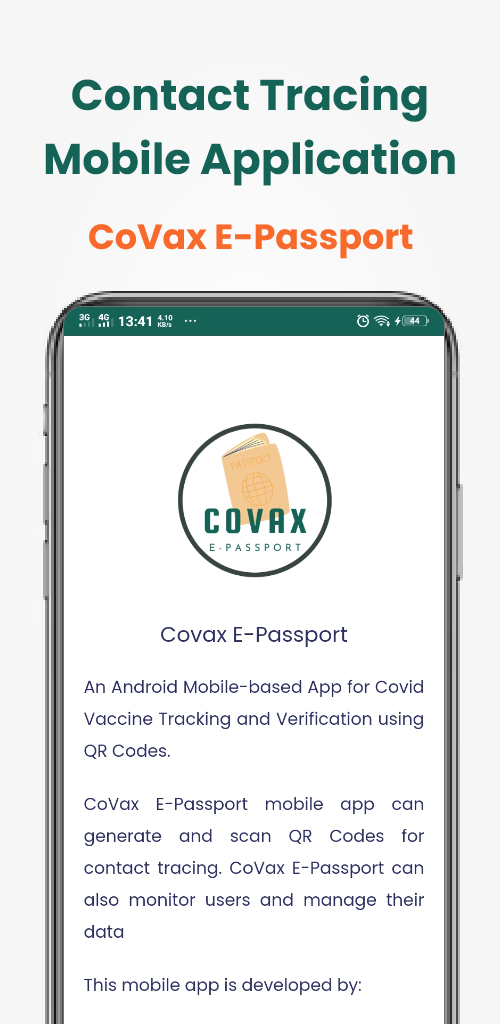 Contact Tracing
Mobile Application
CoVax E-Passport
3G 4G 13:41 4.10 KB/s ... 44
PASSPORT
COVAX
E-PASSPORT
Covax E-Passport
An Android Mobile-based App for Covid
Vaccine Tracking and Verification using
QR Codes.
CoVax E-Passport mobile app can
generate and scan QR Codes for
contact tracing. CoVax E-Passport can
also monitor users and manage their
data
This mobile app is developed by: